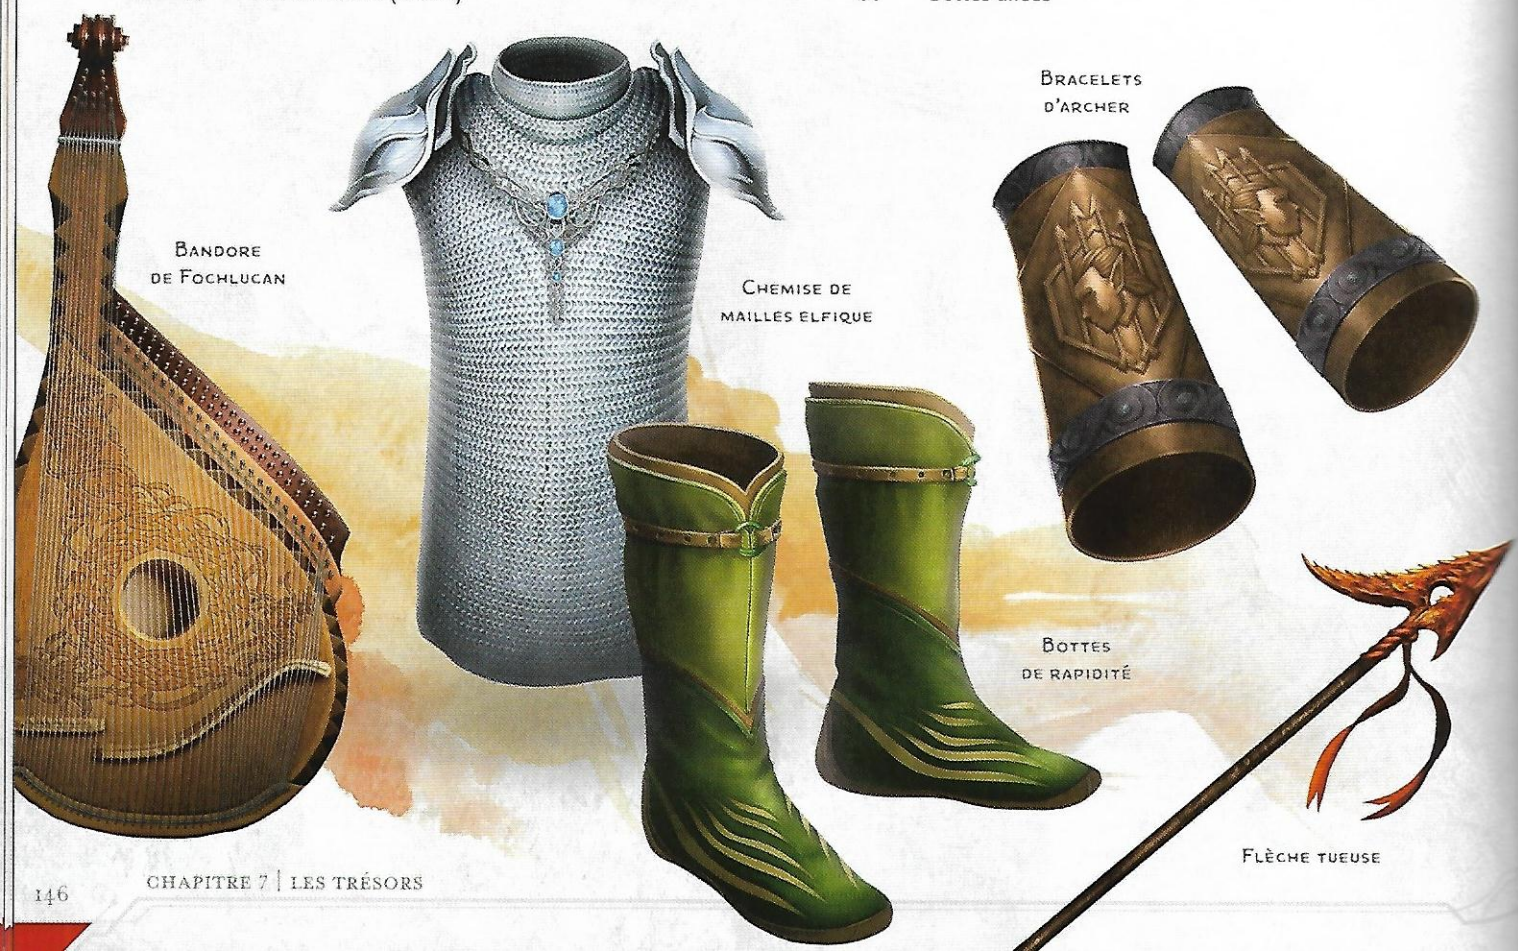 BRACELETS
D'ARCHER
BANDORE
DE FOCHLUCAN
CHEMISE DE
MAILLES ELFIQUE
BOTTES
DE RAPIDITÉ
FLÈCHE TUEUSE
146
CHAPITRE 7 | LES TRÉSORS